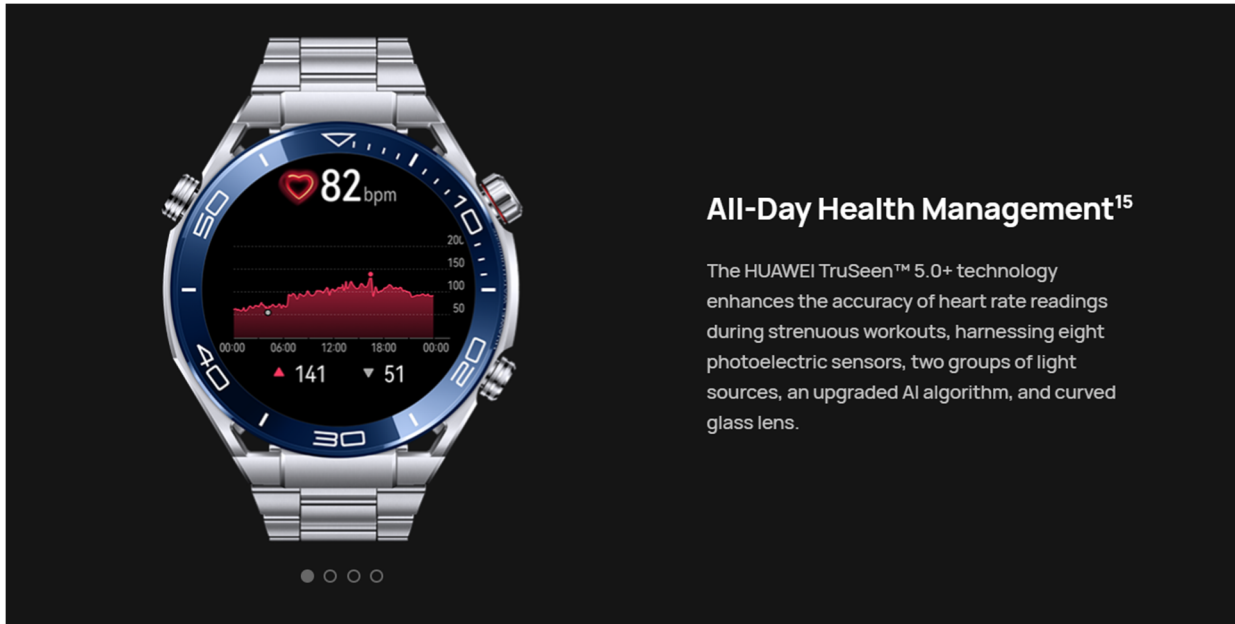 82 bpm
200
150
100
50
00:00 06:00 12:00 18:00 00:00
141 51
10
20
30
40
50
All-Day Health Management15
The HUAWEI TruSeen™ 5.0+ technology
enhances the accuracy of heart rate readings
during strenuous workouts, harnessing eight
photoelectric sensors, two groups of light
sources, an upgraded AI algorithm, and curved
glass lens.